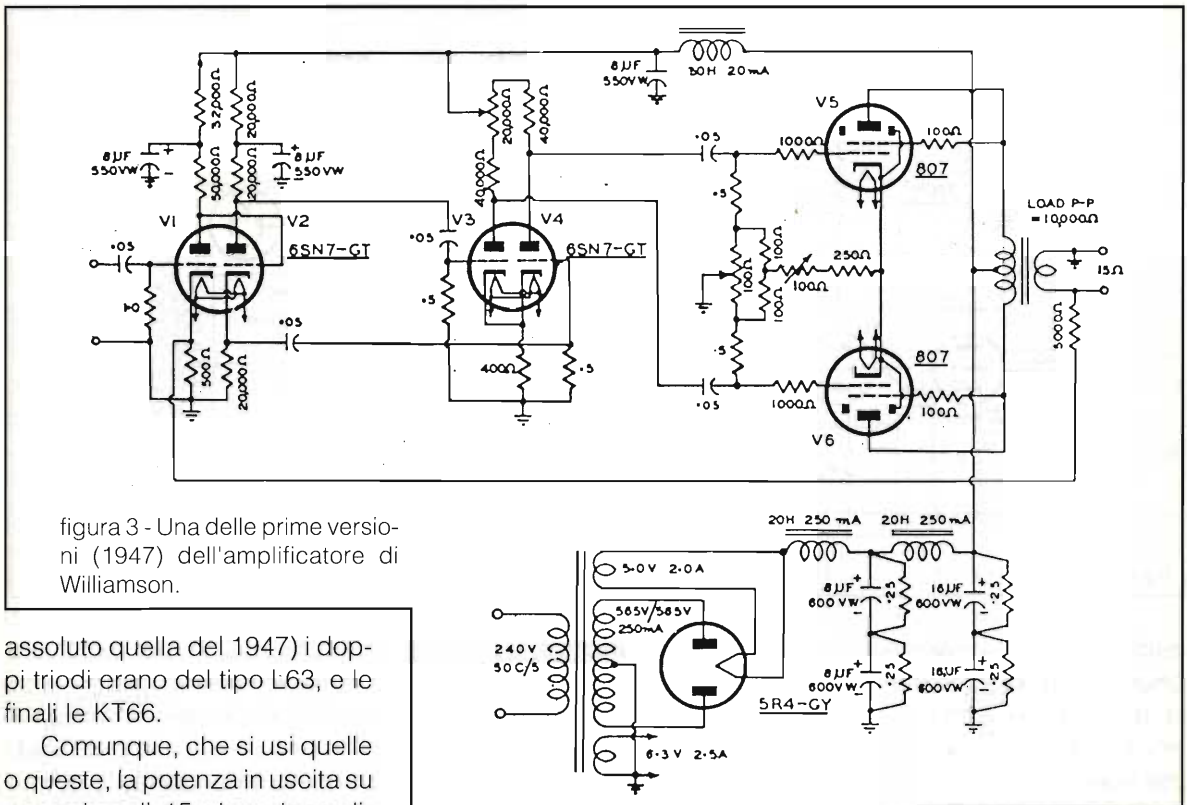 8µF
550VW
30H 20mA
32,000Ω
20,000Ω
20,000Ω
40,000Ω
8µF
550VW
50,000Ω
20,000Ω
8µF
550VW
40,000Ω
V1
V2
6SN7-GT
V3
V4
6SN7-GT
.05
.05
.05
.05
.05
500Ω
20,000Ω
400Ω
.5
.5
1000Ω
1000Ω
.5
.5
100Ω
100Ω
100Ω
100Ω
250Ω
V5
807
100Ω
807
V6
100Ω
LOAD P-P
= 10,000Ω
15Ω
5000Ω
figura 3 - Una delle prime versio-
ni (1947) dell'amplificatore di
Williamson.
240V
50C/S
5.0V 2.0A
565V/565V
250mA
6.3V 2.5A
5R4-GY
20H 250mA
20H 250mA
8µF
600VW
.25
16µF
600VW
.25
8µF
600VW
.25
16µF
600VW
.25
assoluto quella del 1947) i dop-
pi triodi erano del tipo L63, e le
finali le KT66.
Comunque, che si usi quelle
o queste, la potenza in uscita su